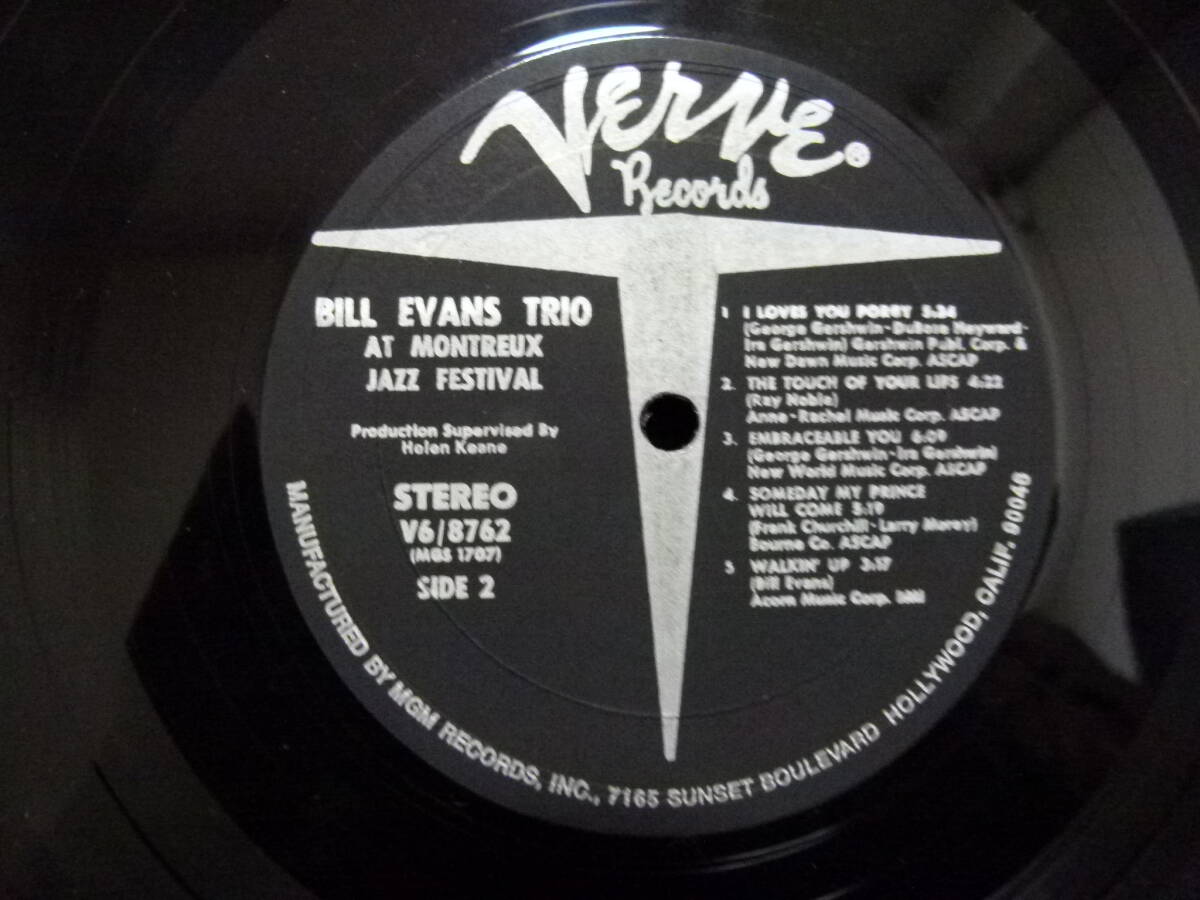 Verve®
Records
BILL EVANS TRIO
AT MONTREUX
JAZZ FESTIVAL
Production Supervised By
Helen Keane
STEREO
V6/8762
(MGS 1707)
SIDE 2
1 I LOVES YOU PORGY 5:34
(George Gershwin-DuBose Heyward-
Ira Gershwin) Gershwin Publ. Corp. &
New Dawn Music Corp. ASCAP
2. THE TOUCH OF YOUR LIPS 4:22
(Ray Noble)
Anne-Rachel Music Corp. ASCAP
3. EMBRACEABLE YOU 6:09
(George Gershwin-Ira Gershwin)
New World Music Corp. ASCAP
4. SOMEDAY MY PRINCE
WILL COME 5:19
(Frank Churchill-Larry Morey)
Bourne Co. ASCAP
5 WALKIN' UP 3:17
(Bill Evans)
Acorn Music Corp. BMI
MANUFACTURED BY MGM RECORDS, INC., 7165 SUNSET BOULEVARD HOLLYWOOD, CALIF. 90046